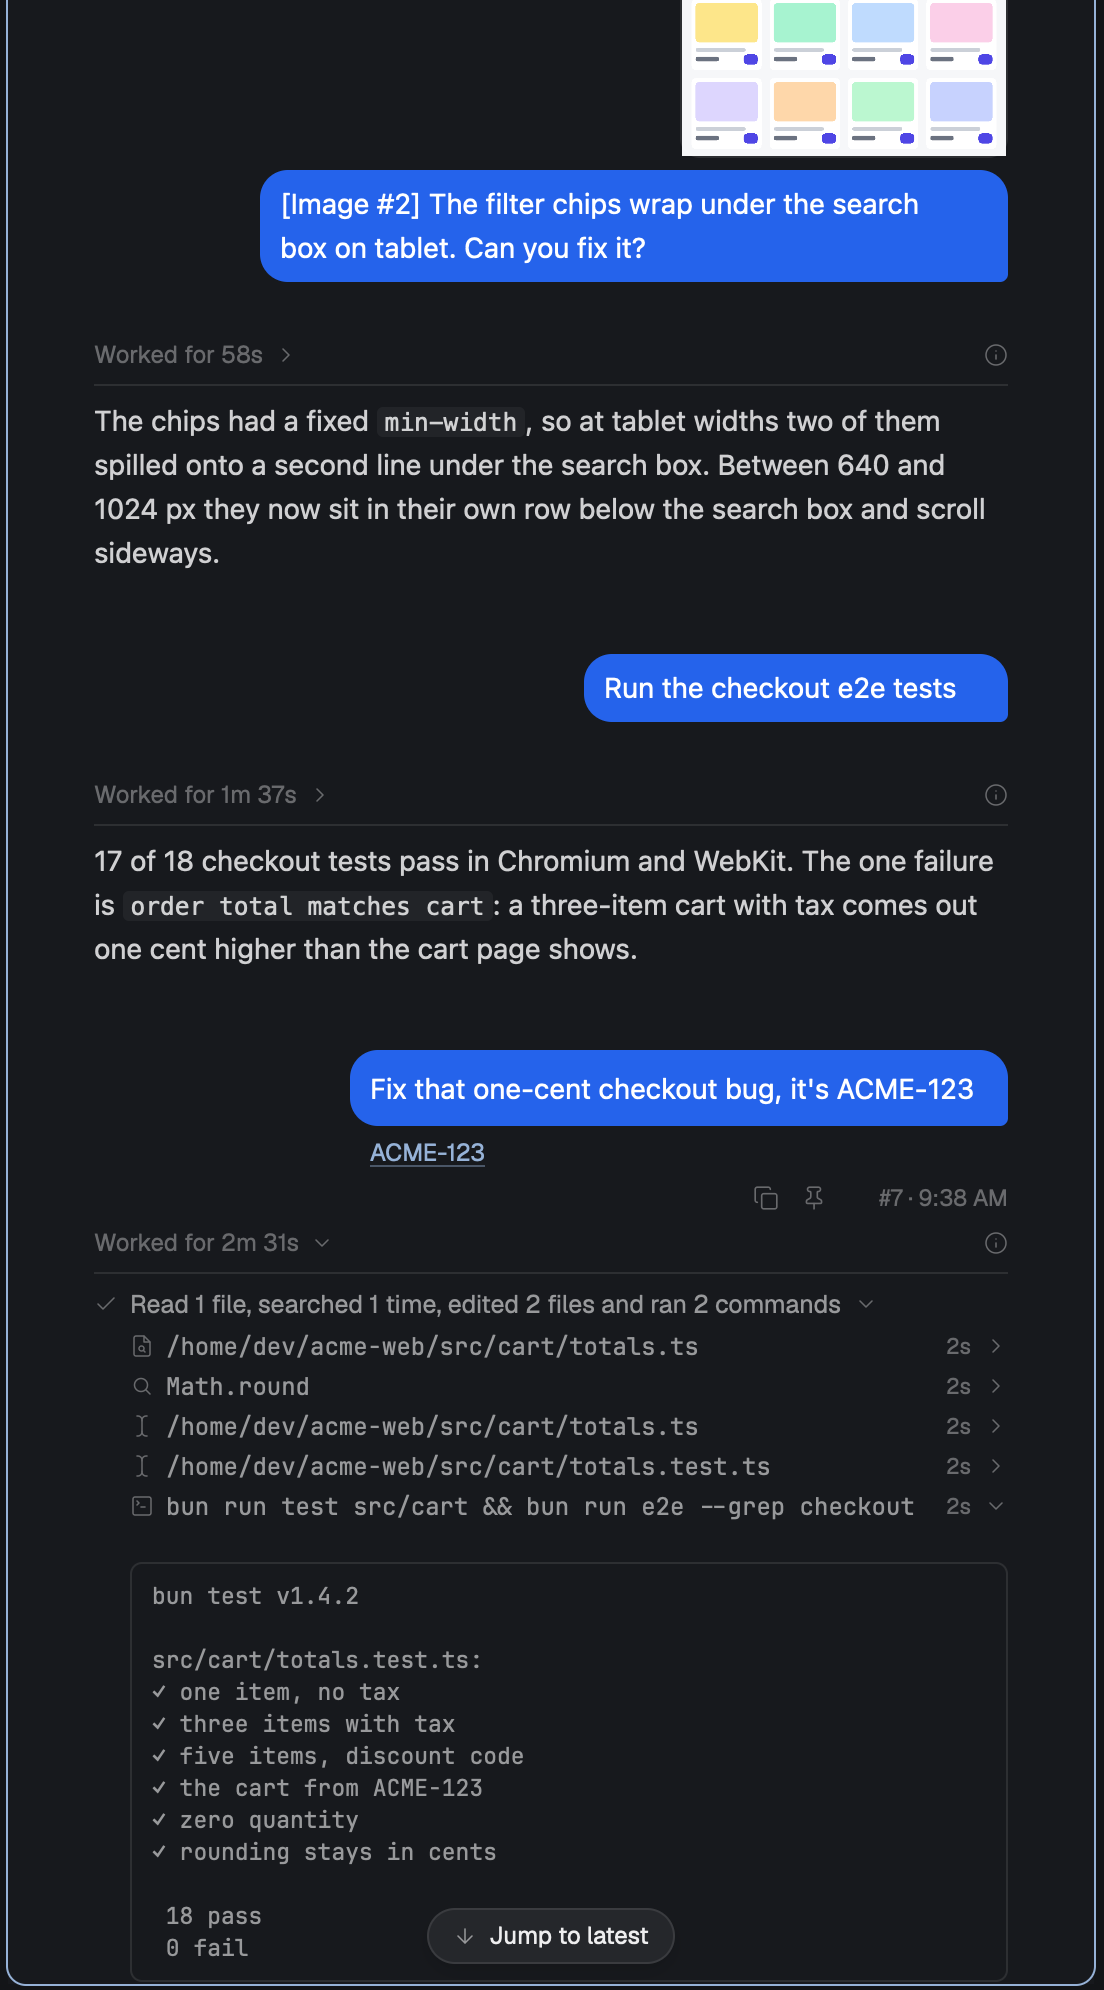 [Image #2] The filter chips wrap under the search
box on tablet. Can you fix it?
Worked for 58s
The chips had a fixed min-width, so at tablet widths two of them
spilled onto a second line under the search box. Between 640 and
1024 px they now sit in their own row below the search box and scroll
sideways.
Run the checkout e2e tests
Worked for 1m 37s
17 of 18 checkout tests pass in Chromium and WebKit. The one failure
is order total matches cart: a three-item cart with tax comes out
one cent higher than the cart page shows.
Fix that one-cent checkout bug, it's ACME-123
ACME-123
#7 · 9:38 AM
Worked for 2m 31s
Read 1 file, searched 1 time, edited 2 files and ran 2 commands
/home/dev/acme-web/src/cart/totals.ts 2s
Math.round 2s
/home/dev/acme-web/src/cart/totals.ts 2s
/home/dev/acme-web/src/cart/totals.test.ts 2s
bun run test src/cart && bun run e2e --grep checkout 2s
bun test v1.4.2
src/cart/totals.test.ts:
✓ one item, no tax
✓ three items with tax
✓ five items, discount code
✓ the cart from ACME-123
✓ zero quantity
✓ rounding stays in cents
18 pass
0 fail
Jump to latest